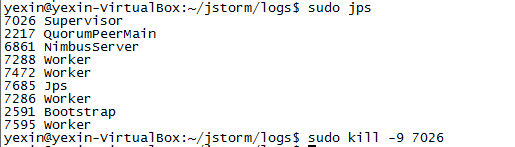 yexin@yexin-VirtualBox:~/jstorm/logs$ sudo jps
7026 Supervisor
2217 QuorumPeerMain
6861 NimbusServer
7288 Worker
7472 Worker
7685 Jps
7286 Worker
2591 Bootstrap
7595 Worker
yexin@yexin-VirtualBox:~/jstorm/logs$ sudo kill -9 7026